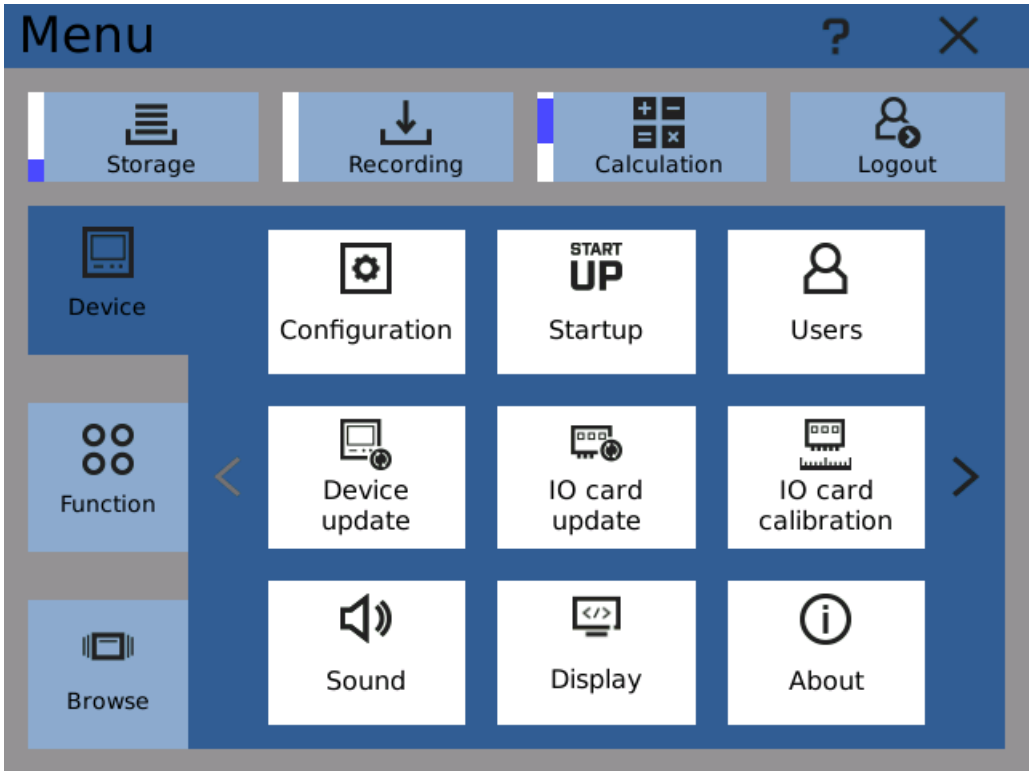 Menu ?
Storage
Recording
Calculation
Logout
Device
START
UP
Configuration
Startup
Users
Function
Device
update
IO card
update
IO card
calibration
Browse
Sound
Display
About